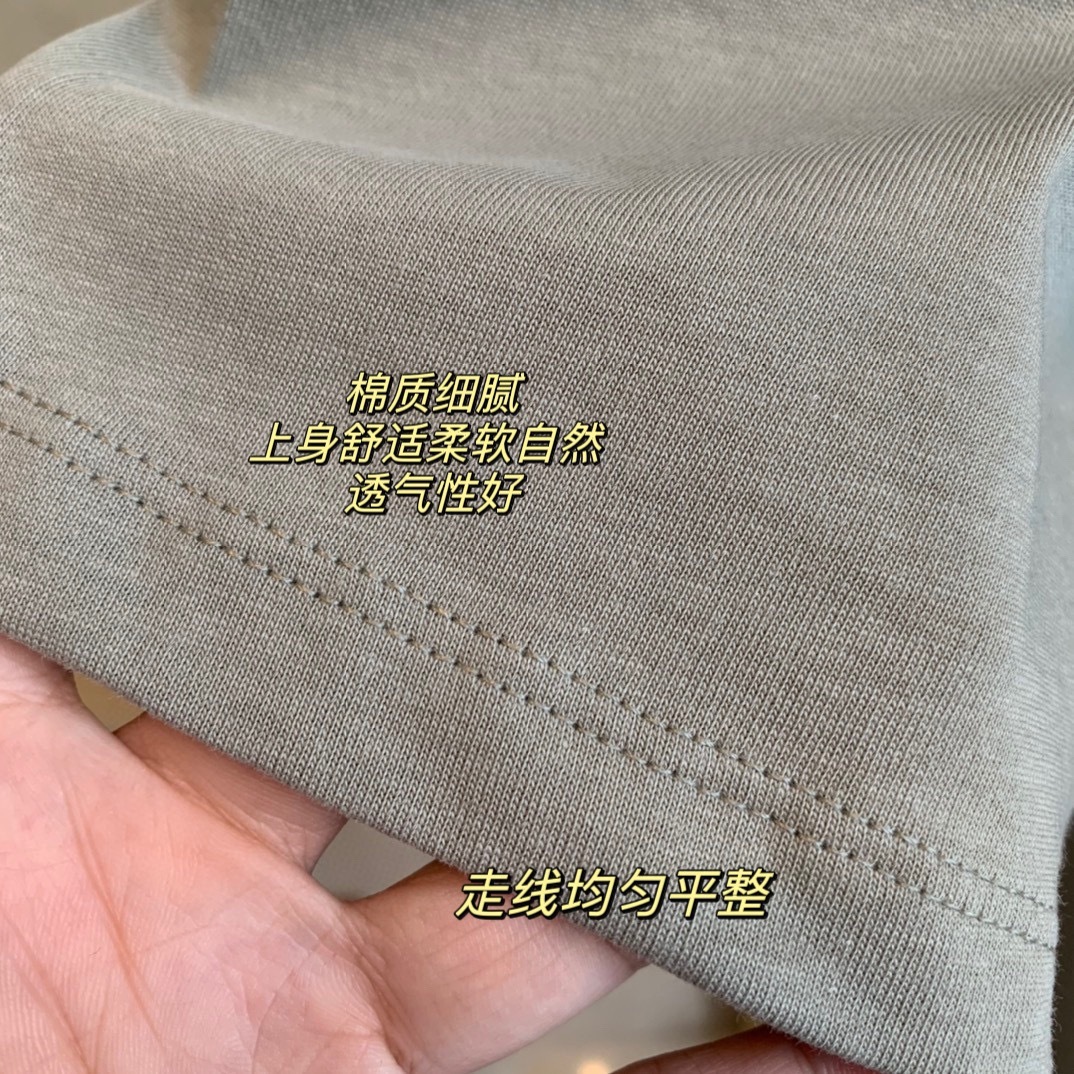 棉质细腻
上身舒适柔软自然
透气性好
走线均匀平整